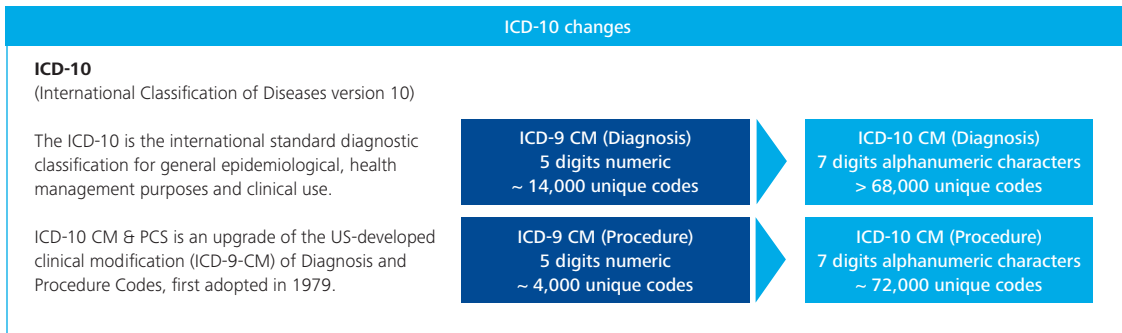 ICD-10 changes
ICD-10
(International Classification of Diseases version 10)
The ICD-10 is the international standard diagnostic
classification for general epidemiological, health
management purposes and clinical use.
ICD-10 CM & PCS is an upgrade of the US-developed
clinical modification (ICD-9-CM) of Diagnosis and
Procedure Codes, first adopted in 1979.
ICD-9 CM (Diagnosis)
5 digits numeric
~ 14,000 unique codes
ICD-10 CM (Diagnosis)
7 digits alphanumeric characters
> 68,000 unique codes
ICD-9 CM (Procedure)
5 digits numeric
~ 4,000 unique codes
ICD-10 CM (Procedure)
7 digits alphanumeric characters
~ 72,000 unique codes